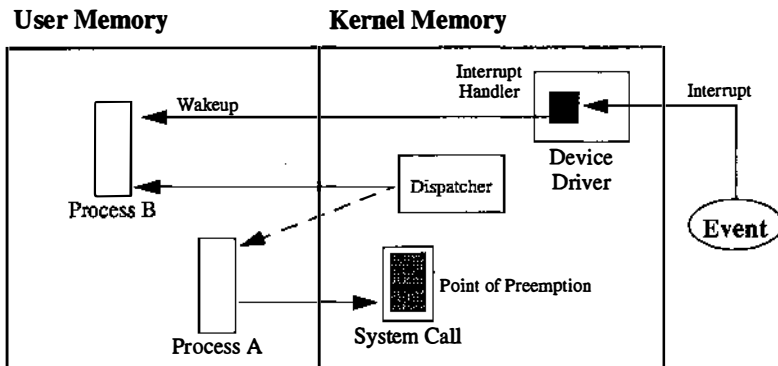 User Memory
Kernel Memory
Interrupt
Handler
Interrupt
Wakeup
Device
Driver
Dispatcher
Process B
Event
Point of Preemption
System Call
Process A